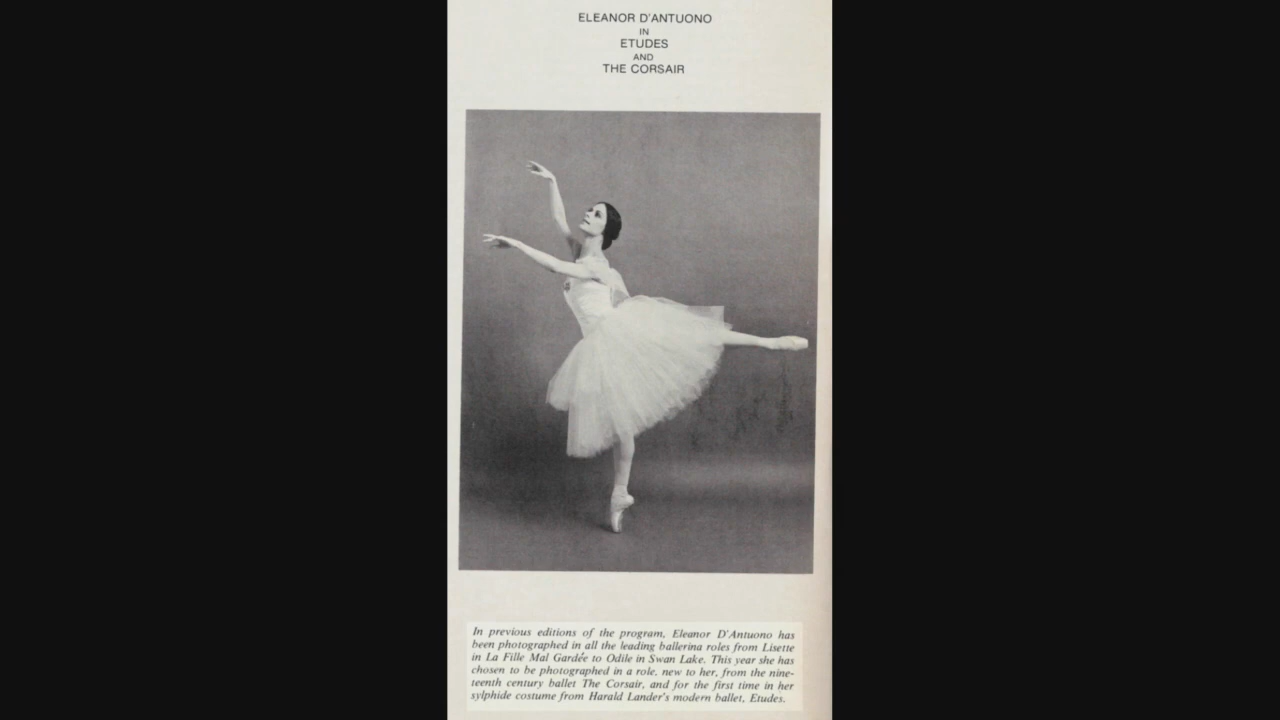 ELEANOR D'ANTUONO
IN
ETUDES
AND
THE CORSAIR
In previous editions of the program, Eleanor D'Antuono has
been photographed in all the leading ballerina roles from Lisette
in La Fille Mal Gardée to Odile in Swan Lake. This year she has
chosen to be photographed in a role, new to her, from the nine-
teenth century ballet The Corsair, and for the first time in her
sylphide costume from Harald Lander's modern ballet, Etudes.